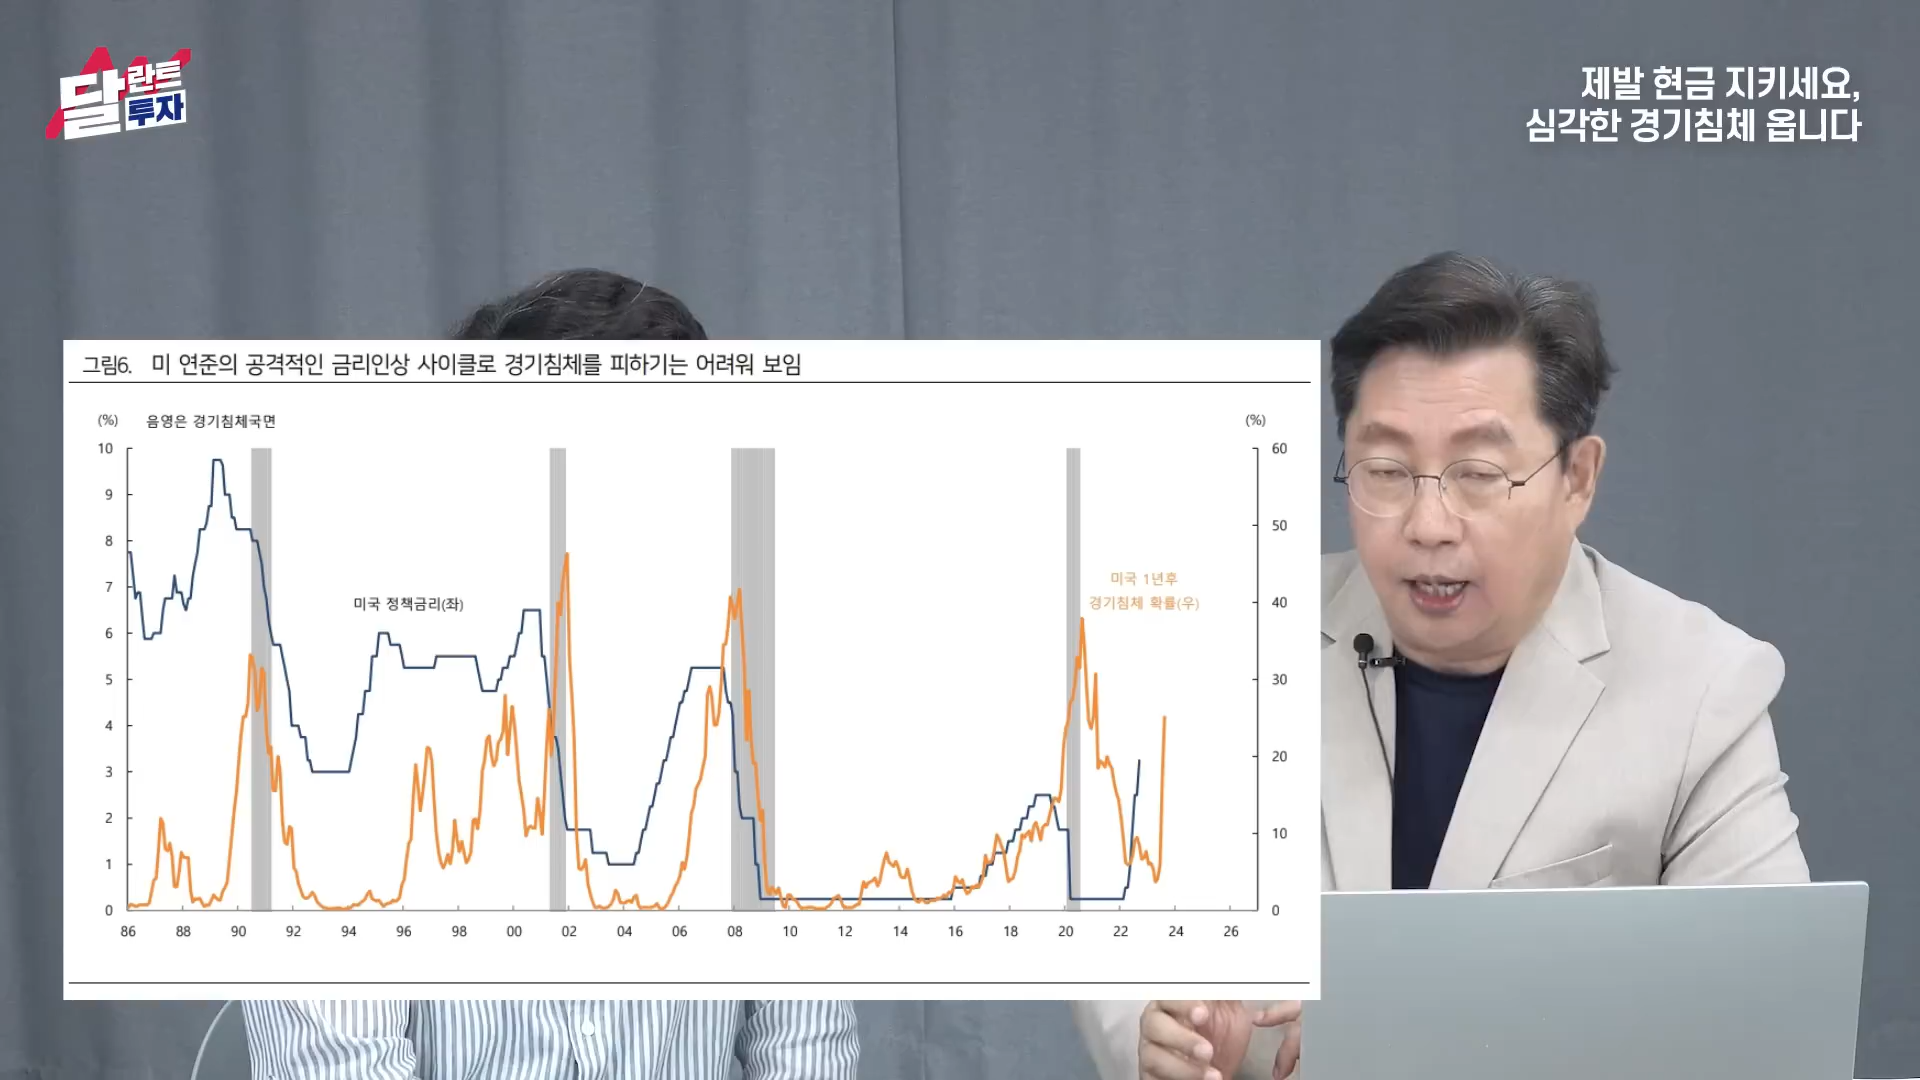 달란트
투자
제발 현금 지키세요,
심각한 경기침체 옵니다
그림6. 미 연준의 공격적인 금리인상 사이클로 경기침체를 피하기는 어려워 보임
(%) 음영은 경기침체국면 (%)
10 60
9
50
8
7
미국 1년후
미국 정책금리(좌) 경기침체 확률(우)
40
6
5 30
4
3 20
2
10
1
0 0
86 88 90 92 94 96 98 00 02 04 06 08 10 12 14 16 18 20 22 24 26